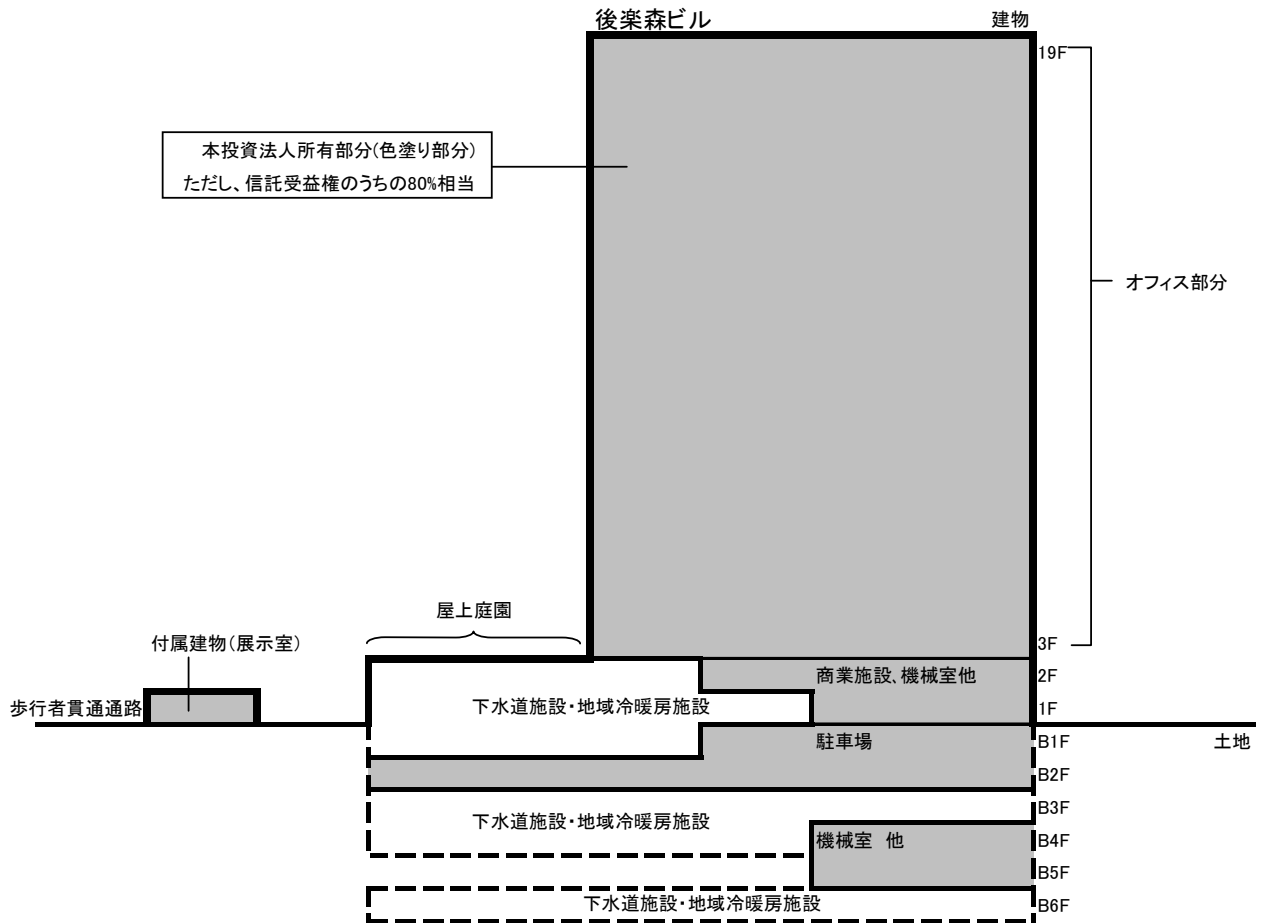 後楽森ビル
建物
19F
本投資法人所有部分(色塗り部分)
ただし、信託受益権のうちの80%相当
オフィス部分
屋上庭園
3F
付属建物(展示室)
商業施設、機械室他
2F
歩行者貫通通路
下水道施設・地域冷暖房施設
1F
駐車場
B1F
土地
B2F
下水道施設・地域冷暖房施設
B3F
機械室 他
B4F
B5F
下水道施設・地域冷暖房施設
B6F